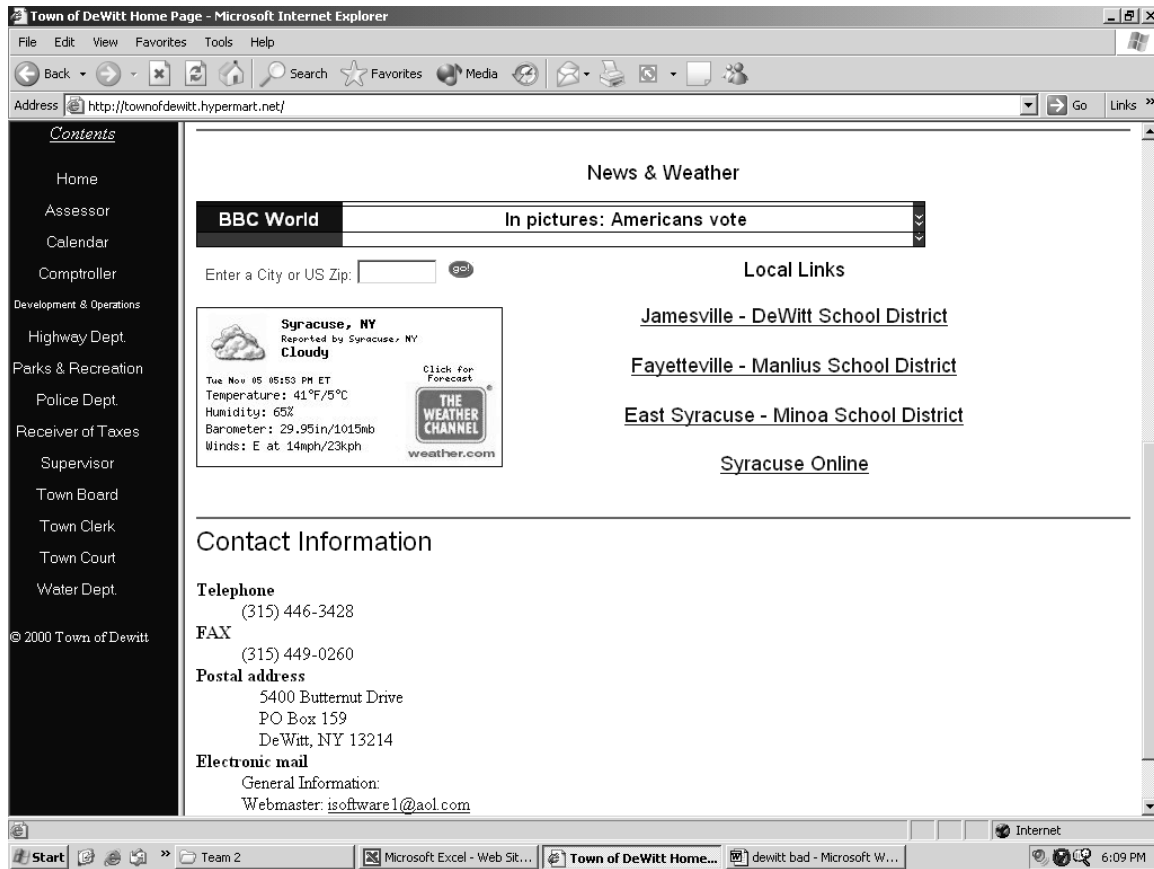 Town of DeWitt Home Page - Microsoft Internet Explorer
File Edit View Favorites Tools Help
Back Search Favorites Media
Address http://townofdewitt.hypermart.net/ Go Links »
Contents
Home
Assessor
Calendar
Comptroller
Development & Operations
Highway Dept.
Parks & Recreation
Police Dept.
Receiver of Taxes
Supervisor
Town Board
Town Clerk
Town Court
Water Dept.
© 2000 Town of Dewitt
News & Weather
BBC World In pictures: Americans vote
Enter a City or US Zip: go!
Syracuse, NY
Reported by Syracuse, NY
Cloudy
Tue Nov 05 05:53 PM ET
Temperature: 41°F/5°C
Humidity: 65%
Barometer: 29.95in/1015mb
Winds: E at 14mph/23kph
Click for
Forecast
THE
WEATHER
CHANNEL
®
weather.com
Local Links
Jamesville - DeWitt School District
Fayetteville - Manlius School District
East Syracuse - Minoa School District
Syracuse Online
Contact Information
Telephone
(315) 446-3428
FAX
(315) 449-0260
Postal address
5400 Butternut Drive
PO Box 159
DeWitt, NY 13214
Electronic mail
General Information:
Webmaster: isoftware1@aol.com
Internet
Start » Team 2 Microsoft Excel - Web Sit... Town of DeWitt Home... dewitt bad - Microsoft W... 6:09 PM